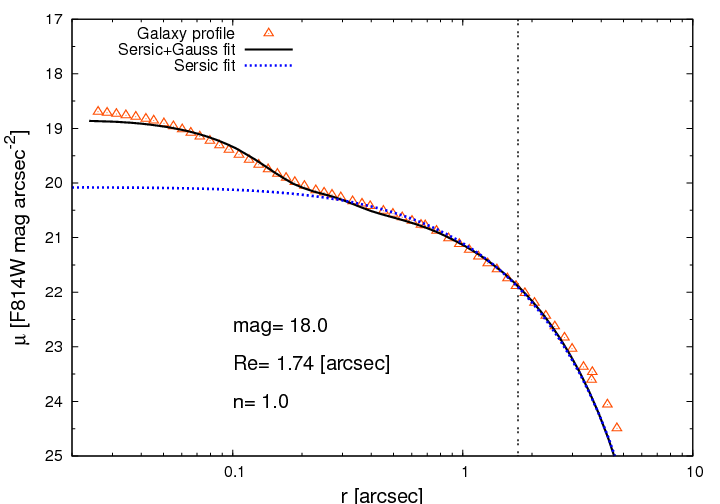 17
18
19
20
21
22
23
24
25
0.1
1
10
μ [F814W mag arcsec-2]
r [arcsec]
Galaxy profile
Sersic+Gauss fit
Sersic fit
mag= 18.0
Re= 1.74 [arcsec]
n= 1.0